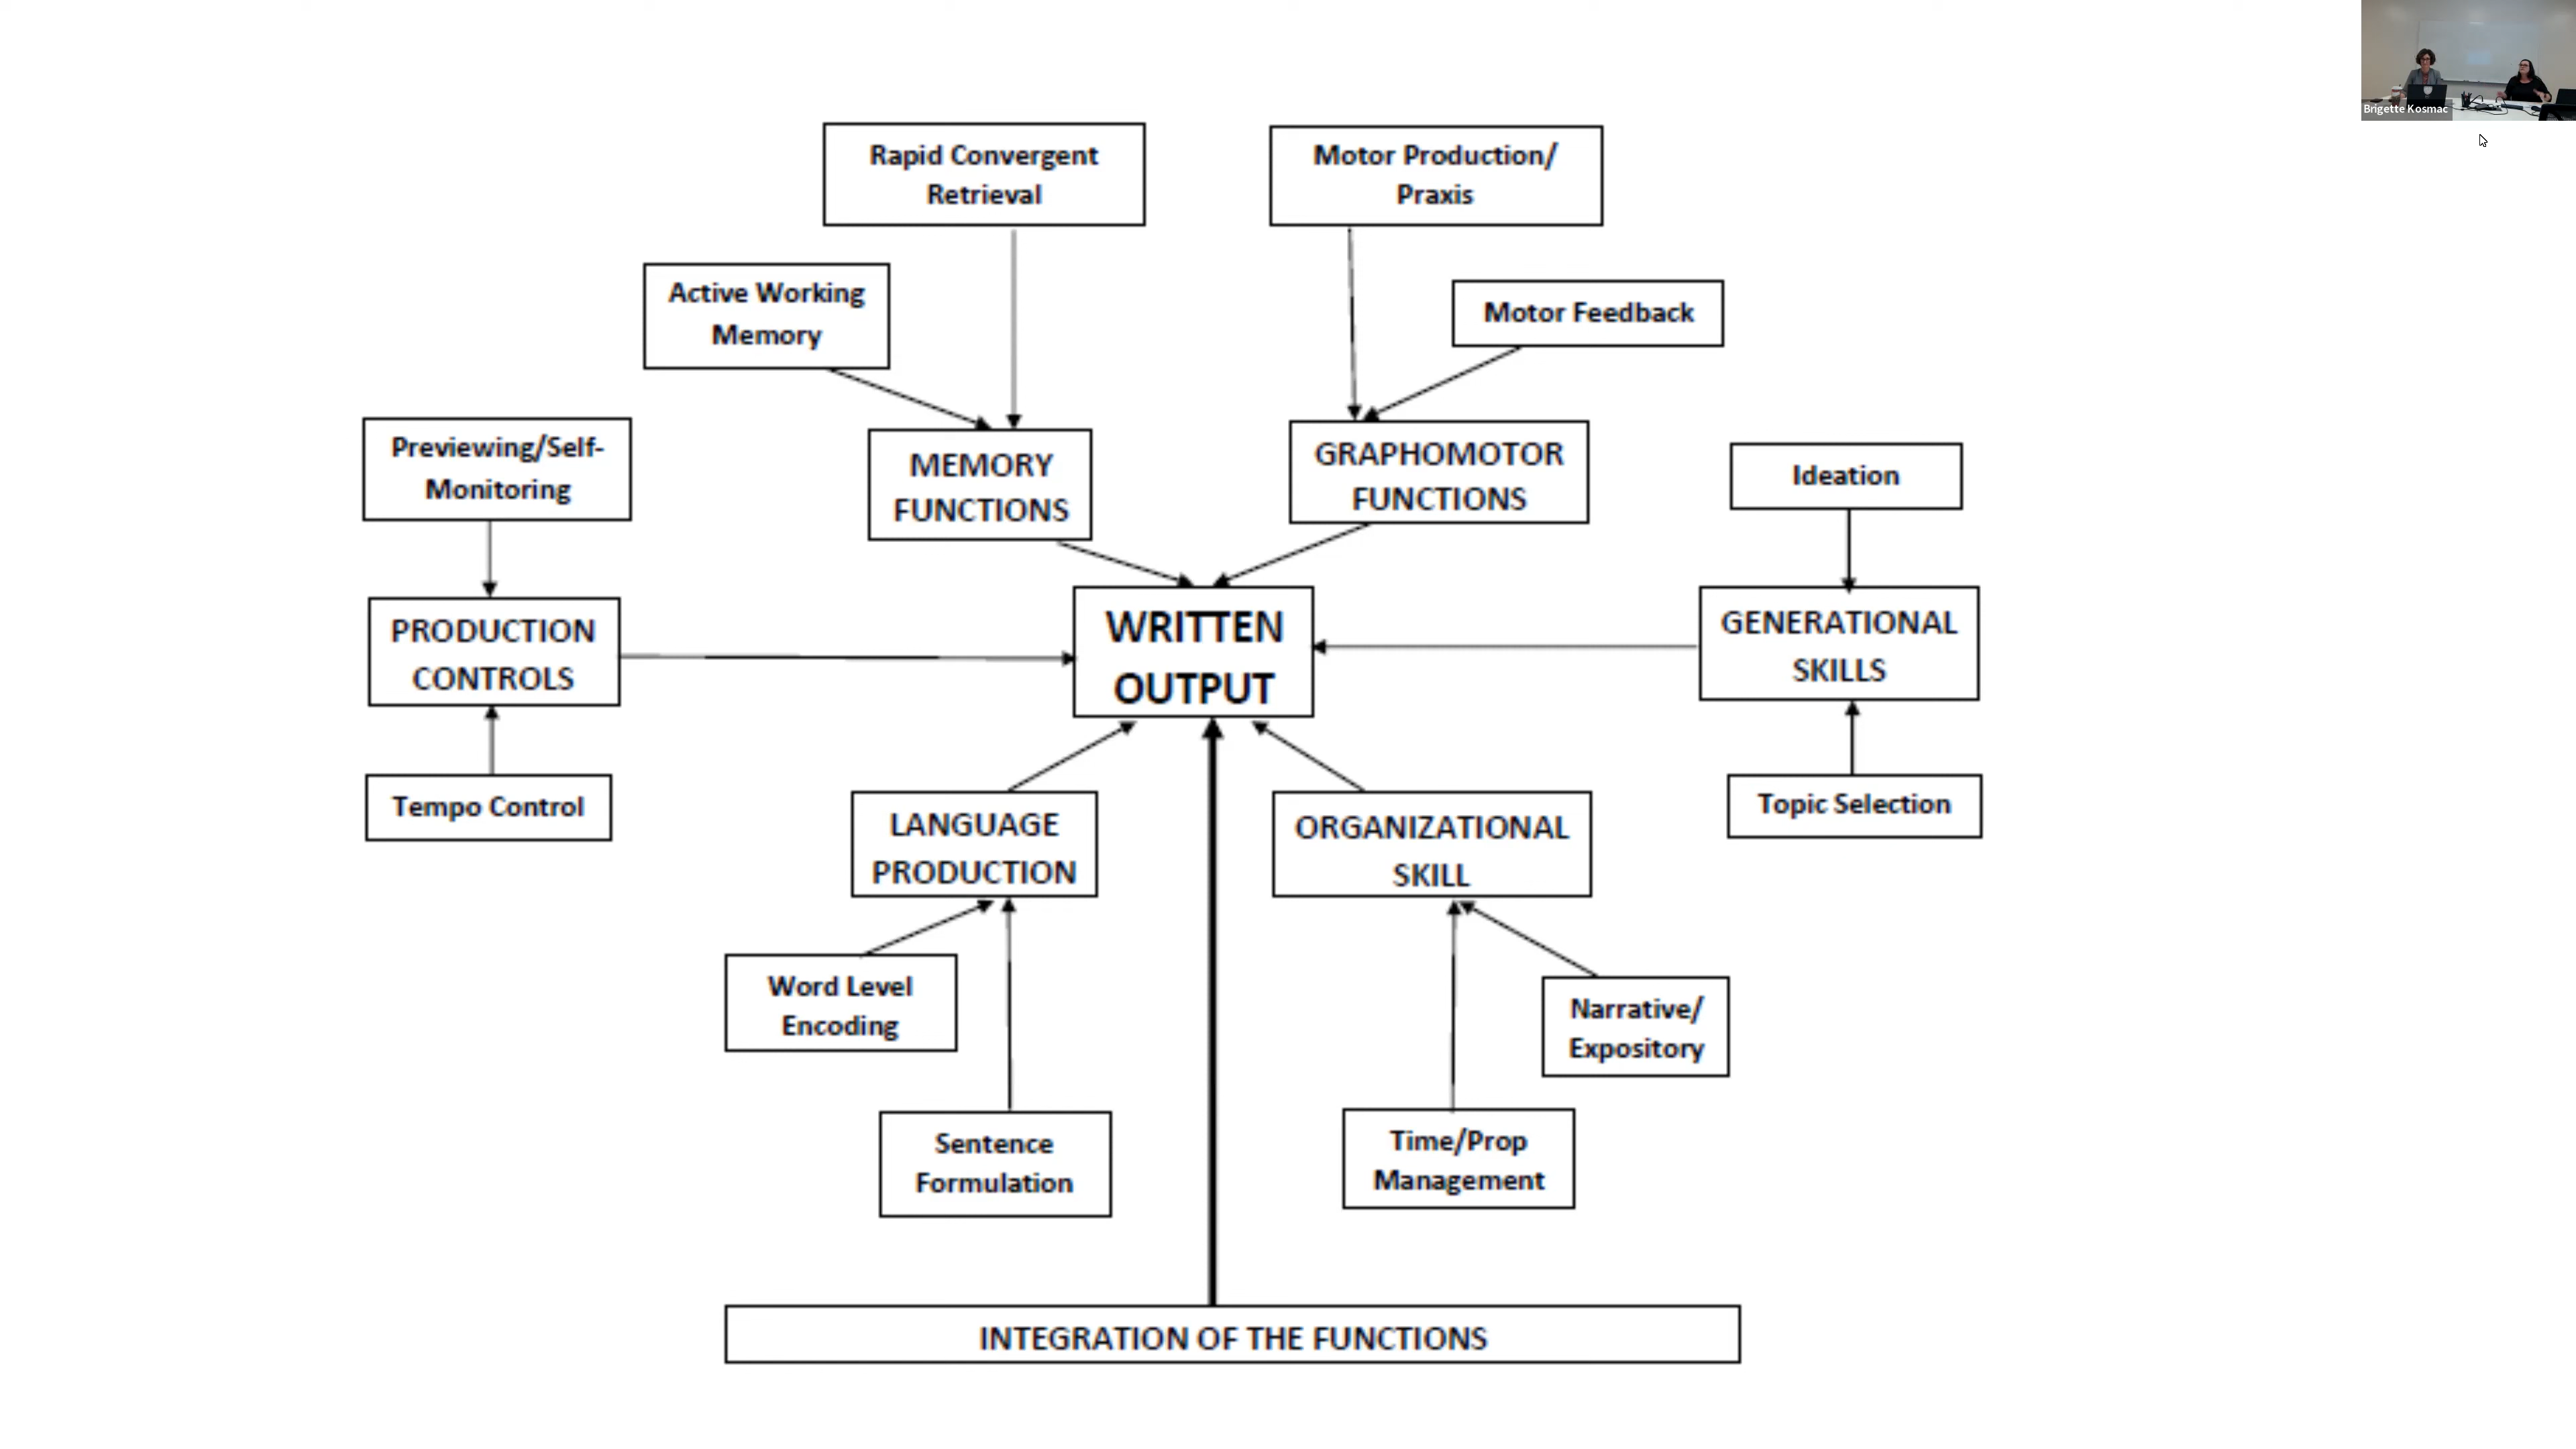 Brigette Kosmac
Rapid Convergent
Retrieval
Motor Production/
Praxis
Active Working
Memory
Motor Feedback
Previewing/Self-
Monitoring
MEMORY
FUNCTIONS
GRAPHOMOTOR
FUNCTIONS
Ideation
PRODUCTION
CONTROLS
WRITTEN
OUTPUT
GENERATIONAL
SKILLS
Tempo Control
LANGUAGE
PRODUCTION
ORGANIZATIONAL
SKILL
Topic Selection
Word Level
Encoding
Narrative/
Expository
Sentence
Formulation
Time/Prop
Management
INTEGRATION OF THE FUNCTIONS